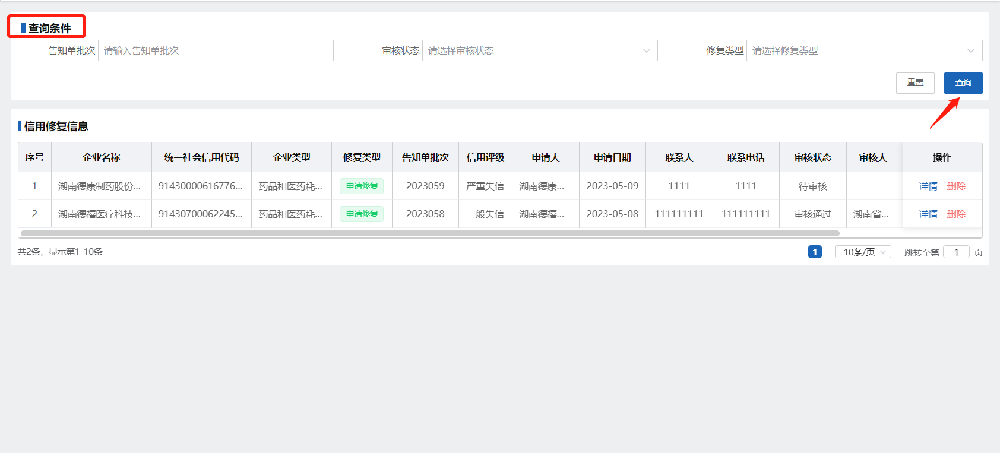 查询条件
告知单批次 请输入告知单批次 审核状态 请选择审核状态 修复类型 请选择修复类型
重置 查询
信用修复信息
序号 企业名称 统一社会信用代码 企业类型 修复类型 告知单批次 信用评级 申请人 申请日期 联系人 联系电话 审核状态 审核人 操作
1 湖南德康制药股份... 91430000616776... 药品和医药耗... 申请修复 2023059 严重失信 湖南德康... 2023-05-09 1111 1111 待审核 详情 删除
2 湖南德禧医疗科技... 91430700062245... 药品和医药耗... 申请修复 2023058 一般失信 湖南德禧... 2023-05-08 111111111 111111111 审核通过 湖南省... 详情 删除
共2条，显示第1-10条 1 10条/页 跳转至第 1 页